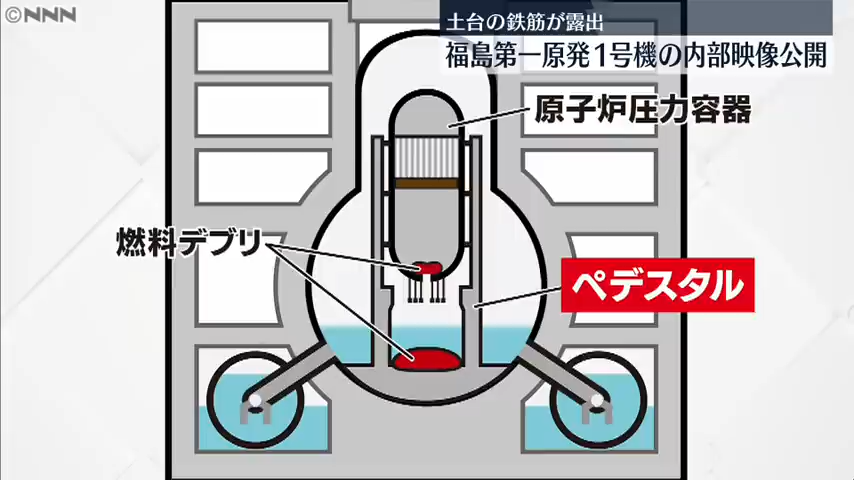 ©NNN
土台の鉄筋が露出
福島第一原発1号機の内部映像公開
原子炉圧力容器
燃料デブリ
ペデスタル